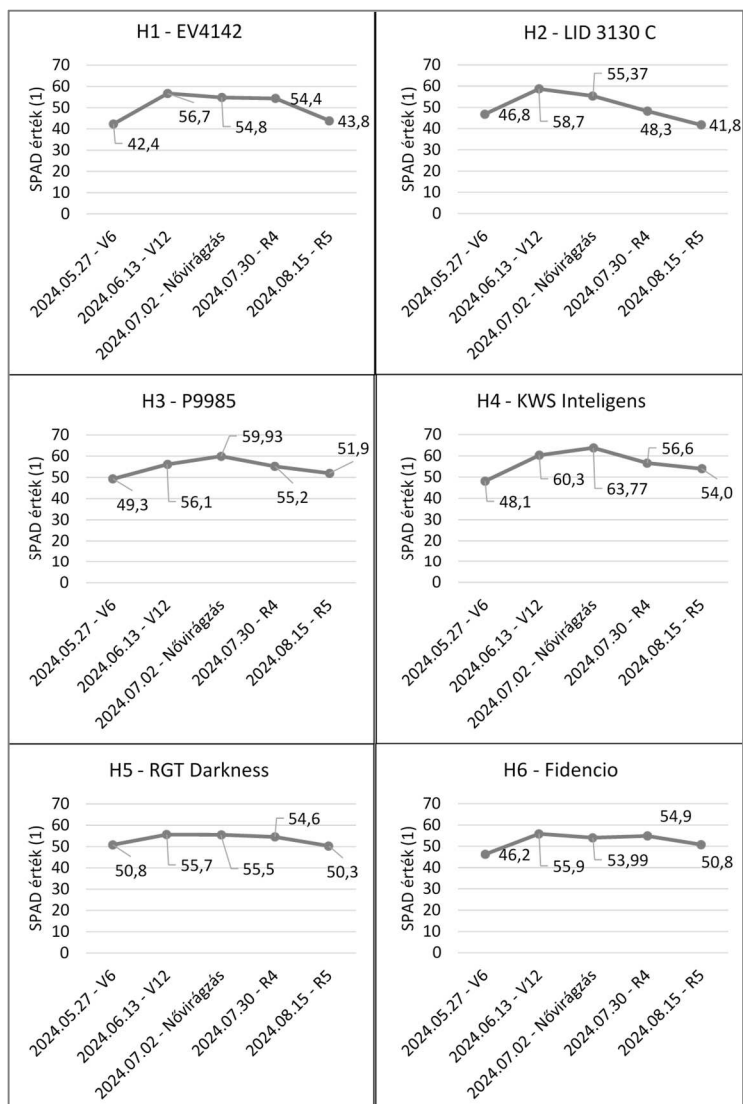 H1 - EV4142
SPAD érték (1)
70
60
50
40
30
20
10
0
42,4
56,7
54,8
54,4
43,8
2024.05.27 - V6
2024.06.13 - V12
2024.07.02 - Nővirágzás
2024.07.30 - R4
2024.08.15 - R5
H2 - LID 3130 C
SPAD érték (1)
70
60
50
40
30
20
10
0
46,8
58,7
55,37
48,3
41,8
2024.05.27 - V6
2024.06.13 - V12
2024.07.02 - Nővirágzás
2024.07.30 - R4
2024.08.15 - R5
H3 - P9985
SPAD érték (1)
70
60
50
40
30
20
10
0
49,3
56,1
59,93
55,2
51,9
2024.05.27 - V6
2024.06.13 - V12
2024.07.02 - Nővirágzás
2024.07.30 - R4
2024.08.15 - R5
H4 - KWS Inteligens
SPAD érték (1)
70
60
50
40
30
20
10
0
48,1
60,3
63,77
56,6
54,0
2024.05.27 - V6
2024.06.13 - V12
2024.07.02 - Nővirágzás
2024.07.30 - R4
2024.08.15 - R5
H5 - RGT Darkness
SPAD érték (1)
70
60
50
40
30
20
10
0
50,8
55,7
55,5
54,6
50,3
2024.05.27 - V6
2024.06.13 - V12
2024.07.02 - Nővirágzás
2024.07.30 - R4
2024.08.15 - R5
H6 - Fidencio
SPAD érték (1)
70
60
50
40
30
20
10
0
46,2
55,9
53,99
54,9
50,8
2024.05.27 - V6
2024.06.13 - V12
2024.07.02 - Nővirágzás
2024.07.30 - R4
2024.08.15 - R5